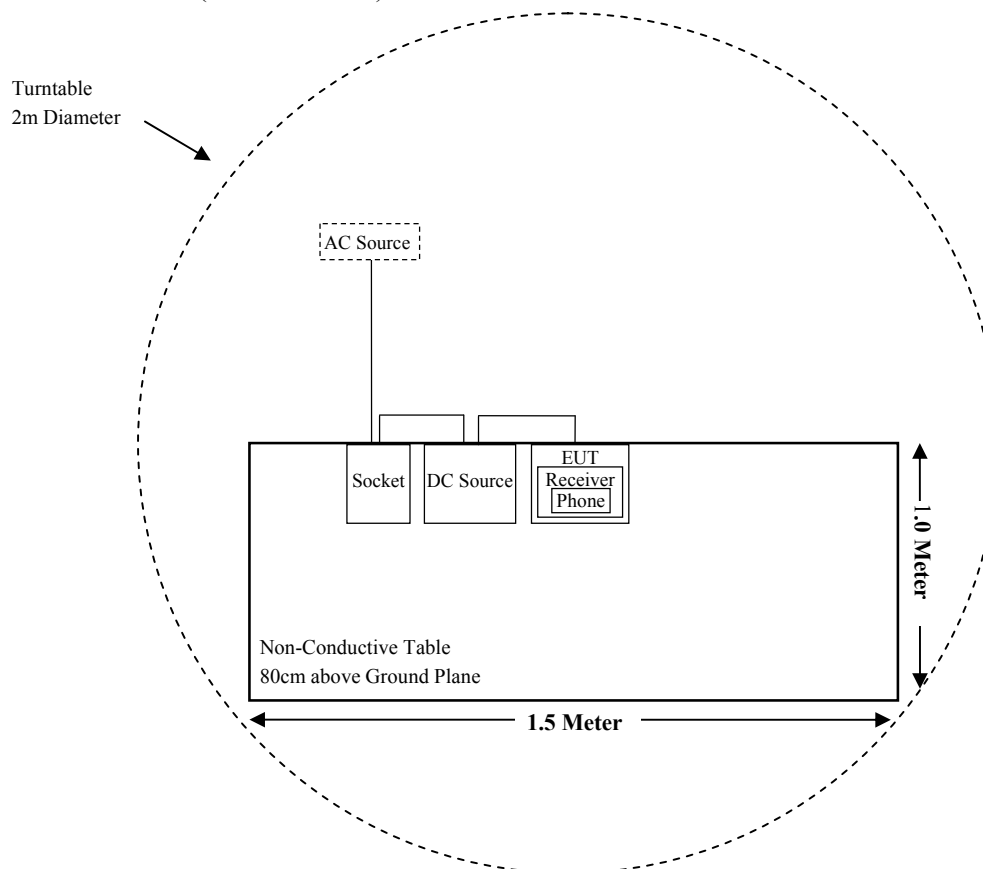 Turntable
2m Diameter
AC Source
Socket
DC Source
EUT
Receiver
Phone
1.0 Meter
Non-Conductive Table
80cm above Ground Plane
1.5 Meter